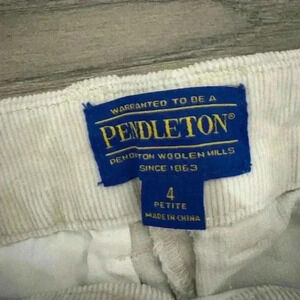 WARRANTED TO BE A
PENDLETON®
PENDLETON WOOLEN MILLS
SINCE 1863
4
PETITE
MADE IN CHINA